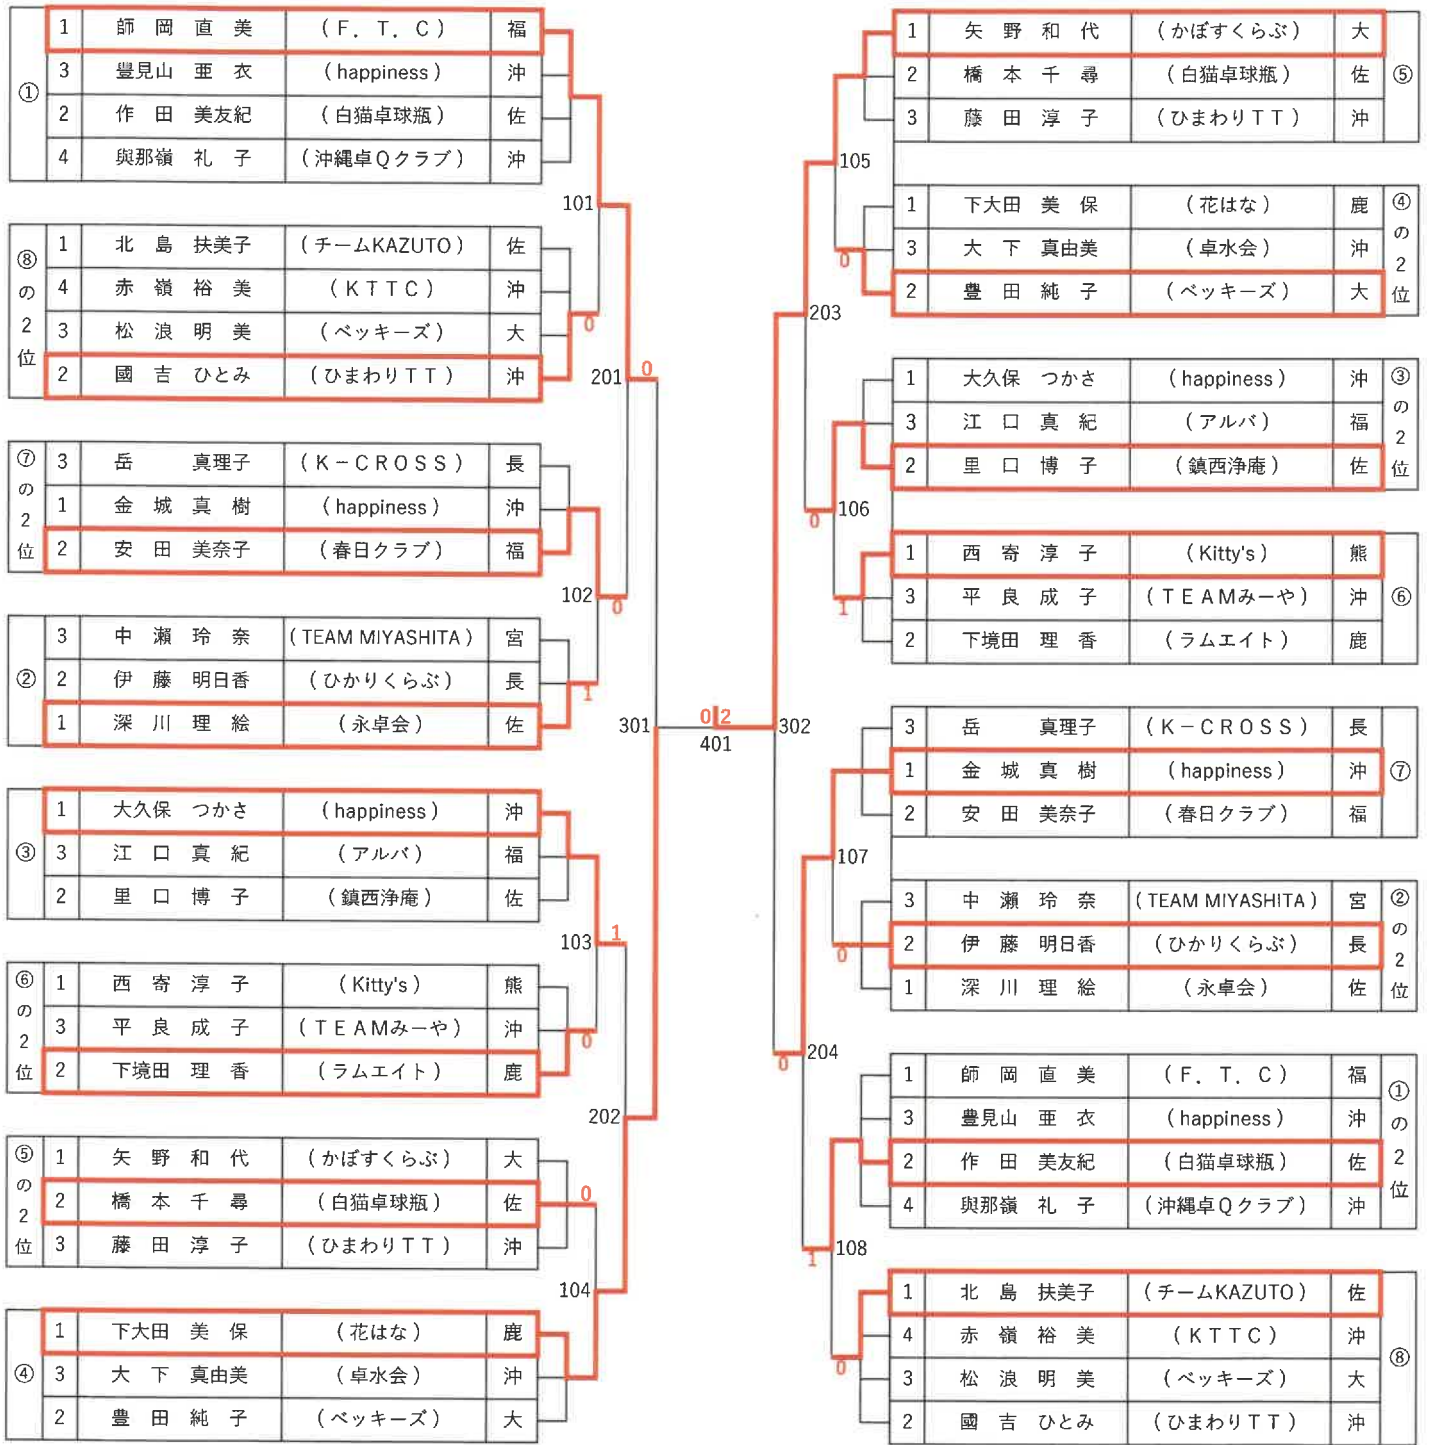 ①
1 師岡直美 (F．T．C) 福
3 豊見山 亜衣 (happiness) 沖
2 作田 美友紀 (白猫卓球瓶) 佐
4 與那嶺 礼子 (沖縄卓Qクラブ) 沖
101
⑧の2位
1 北島 扶美子 (チームKAZUTO) 佐
4 赤嶺裕美 (KTTC) 沖
3 松浪明美 (ベッキーズ) 大
2 國吉 ひとみ (ひまわりTT) 沖
0
201
0
⑦の2位
3 岳 真理子 (K－CROSS) 長
1 金城真樹 (happiness) 沖
2 安田 美奈子 (春日クラブ) 福
102
0
②
3 中瀬玲奈 (TEAM MIYASHITA) 宮
2 伊藤 明日香 (ひかりくらぶ) 長
1 深川理絵 (永卓会) 佐
1
301
③
1 大久保 つかさ (happiness) 沖
3 江口真紀 (アルバ) 福
2 里口博子 (鎮西浄庵) 佐
103
1
⑥の2位
1 西寄淳子 (Kitty's) 熊
3 平良成子 (TEAMみーや) 沖
2 下境田 理香 (ラムエイト) 鹿
0
202
⑤の2位
1 矢野和代 (かぼすくらぶ) 大
2 橋本千尋 (白猫卓球瓶) 佐
3 藤田淳子 (ひまわりTT) 沖
0
104
④
1 下大田 美保 (花はな) 鹿
3 大下 真由美 (卓水会) 沖
2 豊田純子 (ベッキーズ) 大
0 2
401
1 矢野和代 (かぼすくらぶ) 大
2 橋本千尋 (白猫卓球瓶) 佐
3 藤田淳子 (ひまわりTT) 沖
⑤
105
1 下大田 美保 (花はな) 鹿
3 大下 真由美 (卓水会) 沖
2 豊田純子 (ベッキーズ) 大
④の2位
0
203
1 大久保 つかさ (happiness) 沖
3 江口真紀 (アルバ) 福
2 里口博子 (鎮西浄庵) 佐
③の2位
0
106
1 西寄淳子 (Kitty's) 熊
3 平良成子 (TEAMみーや) 沖
2 下境田 理香 (ラムエイト) 鹿
⑥
1
302
3 岳 真理子 (K－CROSS) 長
1 金城真樹 (happiness) 沖
2 安田 美奈子 (春日クラブ) 福
⑦
107
3 中瀬玲奈 (TEAM MIYASHITA) 宮
2 伊藤 明日香 (ひかりくらぶ) 長
1 深川理絵 (永卓会) 佐
②の2位
0
0
204
1 師岡直美 (F．T．C) 福
3 豊見山 亜衣 (happiness) 沖
2 作田 美友紀 (白猫卓球瓶) 佐
4 與那嶺 礼子 (沖縄卓Qクラブ) 沖
①の2位
1
108
1 北島 扶美子 (チームKAZUTO) 佐
4 赤嶺裕美 (KTTC) 沖
3 松浪明美 (ベッキーズ) 大
2 國吉 ひとみ (ひまわりTT) 沖
⑧
0